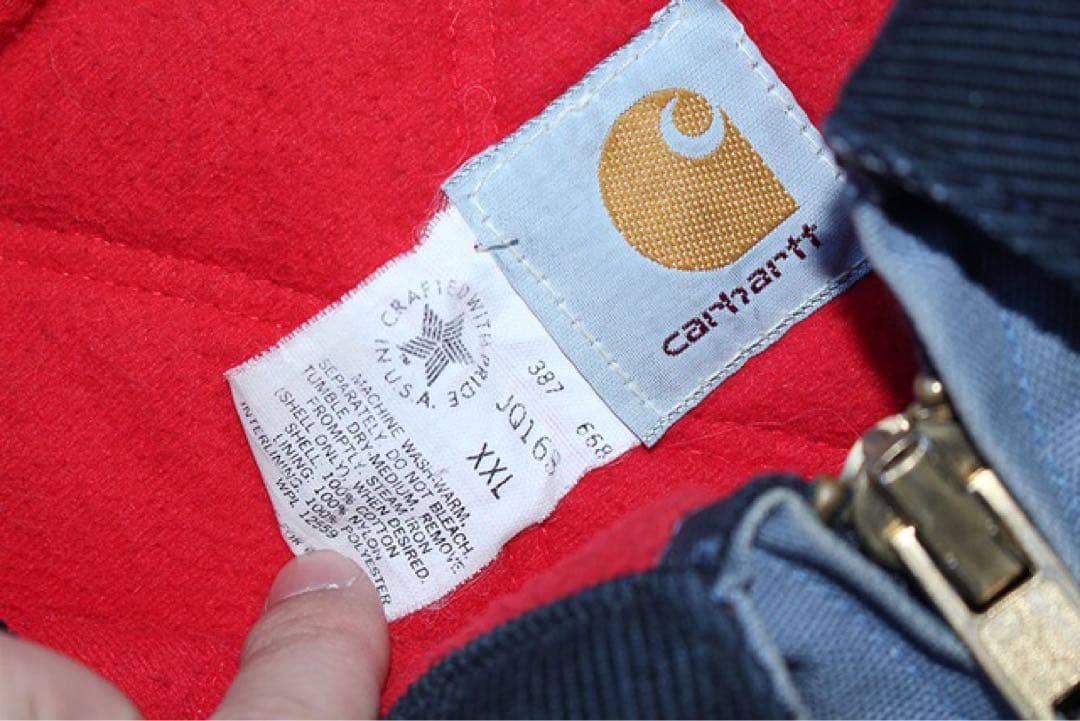 carhartt
CRAFTED WITH PRIDE
IN U.S.A.
387 668
JQ168
XXL
MACHINE WASH-WARM,
SEPARATELY DO NOT BLEACH,
TUMBLE DRY-MEDIUM, REMOVE
PROMPTLY. STEAM IRON
(SHELL ONLY) WHEN DESIRED.
SHELL: 100% COTTON
LINING: 100% NYLON
INTERLINING: 100% POLYESTER
WPL 12559